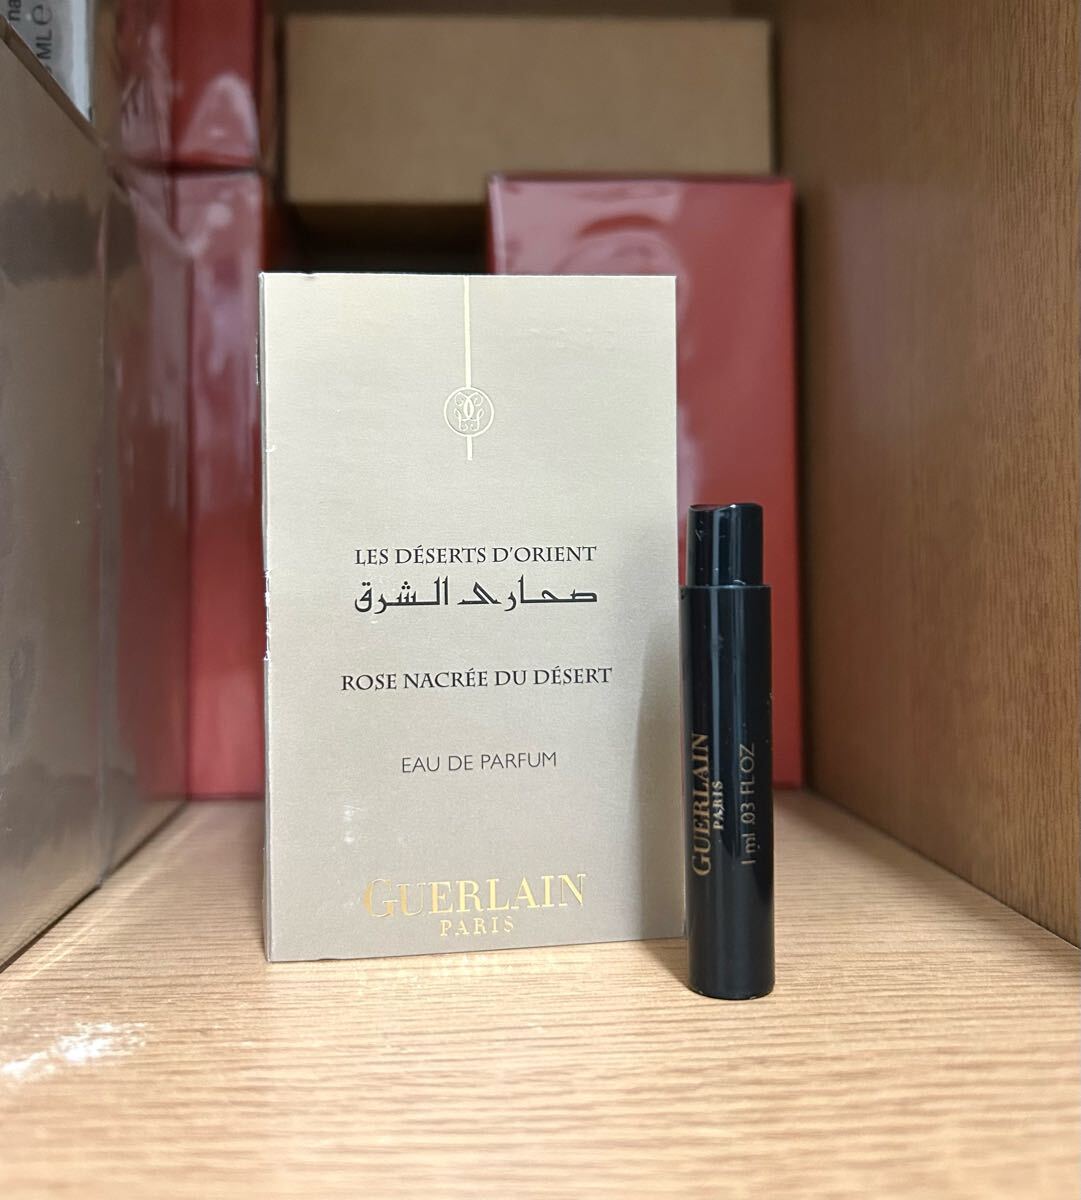 ML e
LES DÉSERTS D'ORIENT
صحارى الشرق
ROSE NACRÉE DU DÉSERT
EAU DE PARFUM
GUERLAIN
PARIS
GUERLAIN
PARIS
1 ml .03 FL.OZ